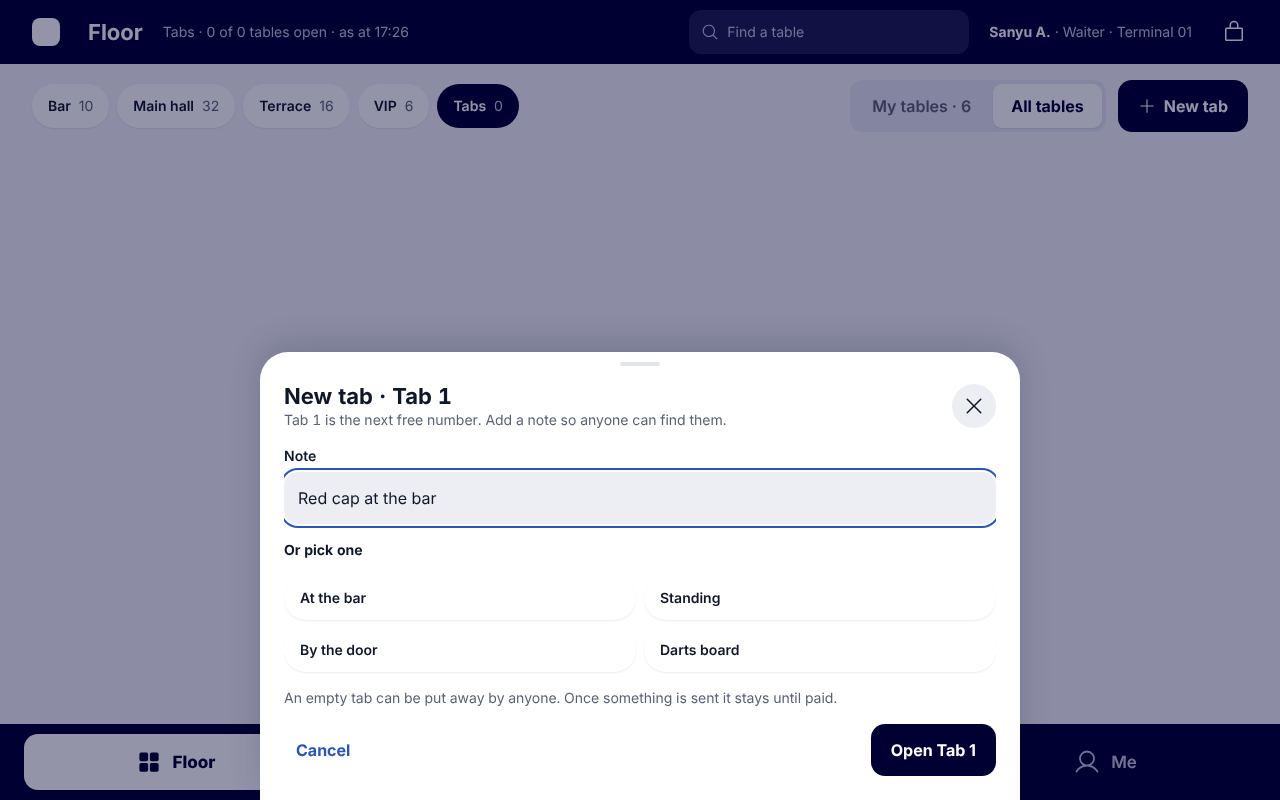 Floor
Tabs · 0 of 0 tables open · as at 17:26
Find a table
Sanyu A. · Waiter · Terminal 01
Bar 10
Main hall 32
Terrace 16
VIP 6
Tabs 0
My tables · 6
All tables
New tab
New tab · Tab 1
Tab 1 is the next free number. Add a note so anyone can find them.
Note
Red cap at the bar
Or pick one
At the bar
Standing
By the door
Darts board
An empty tab can be put away by anyone. Once something is sent it stays until paid.
Cancel
Open Tab 1
Floor
Me